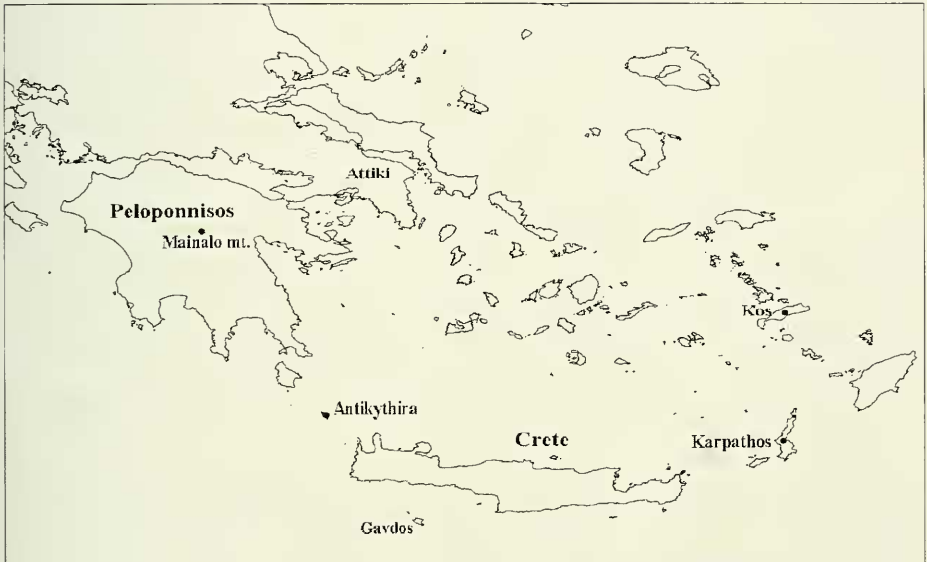 Attiki
Peloponnisos
Mainalo mt.
Kos
Antikythira
Crete
Karpathos
Gavdos